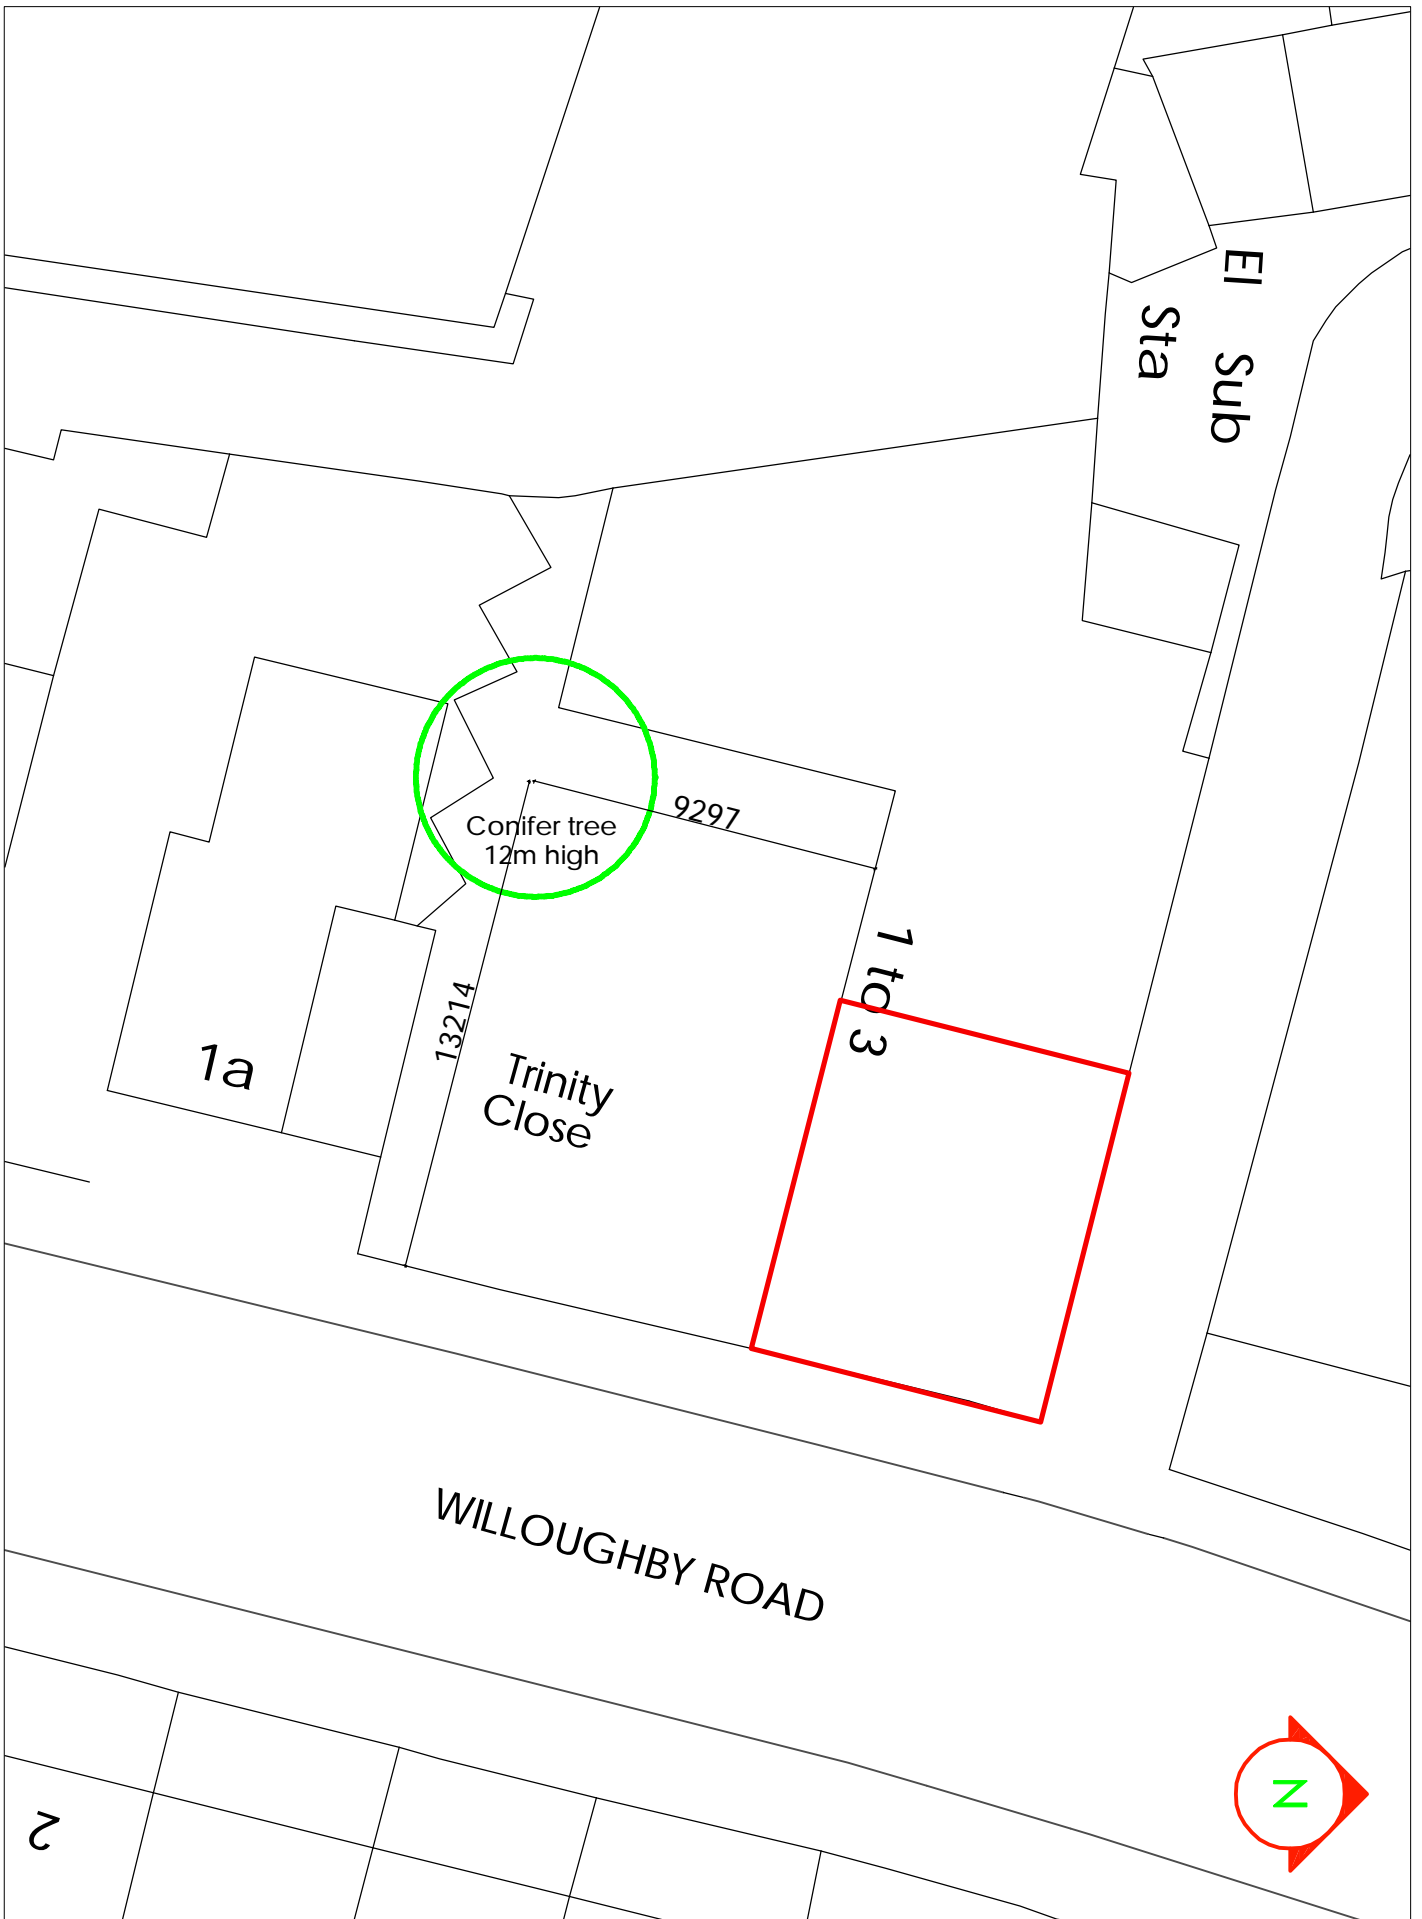 El
Sub
Sta
9297
Conifer tree
12m high
1 to 3
13214
1a
Trinity
Close
WILLOUGHBY ROAD
2
N